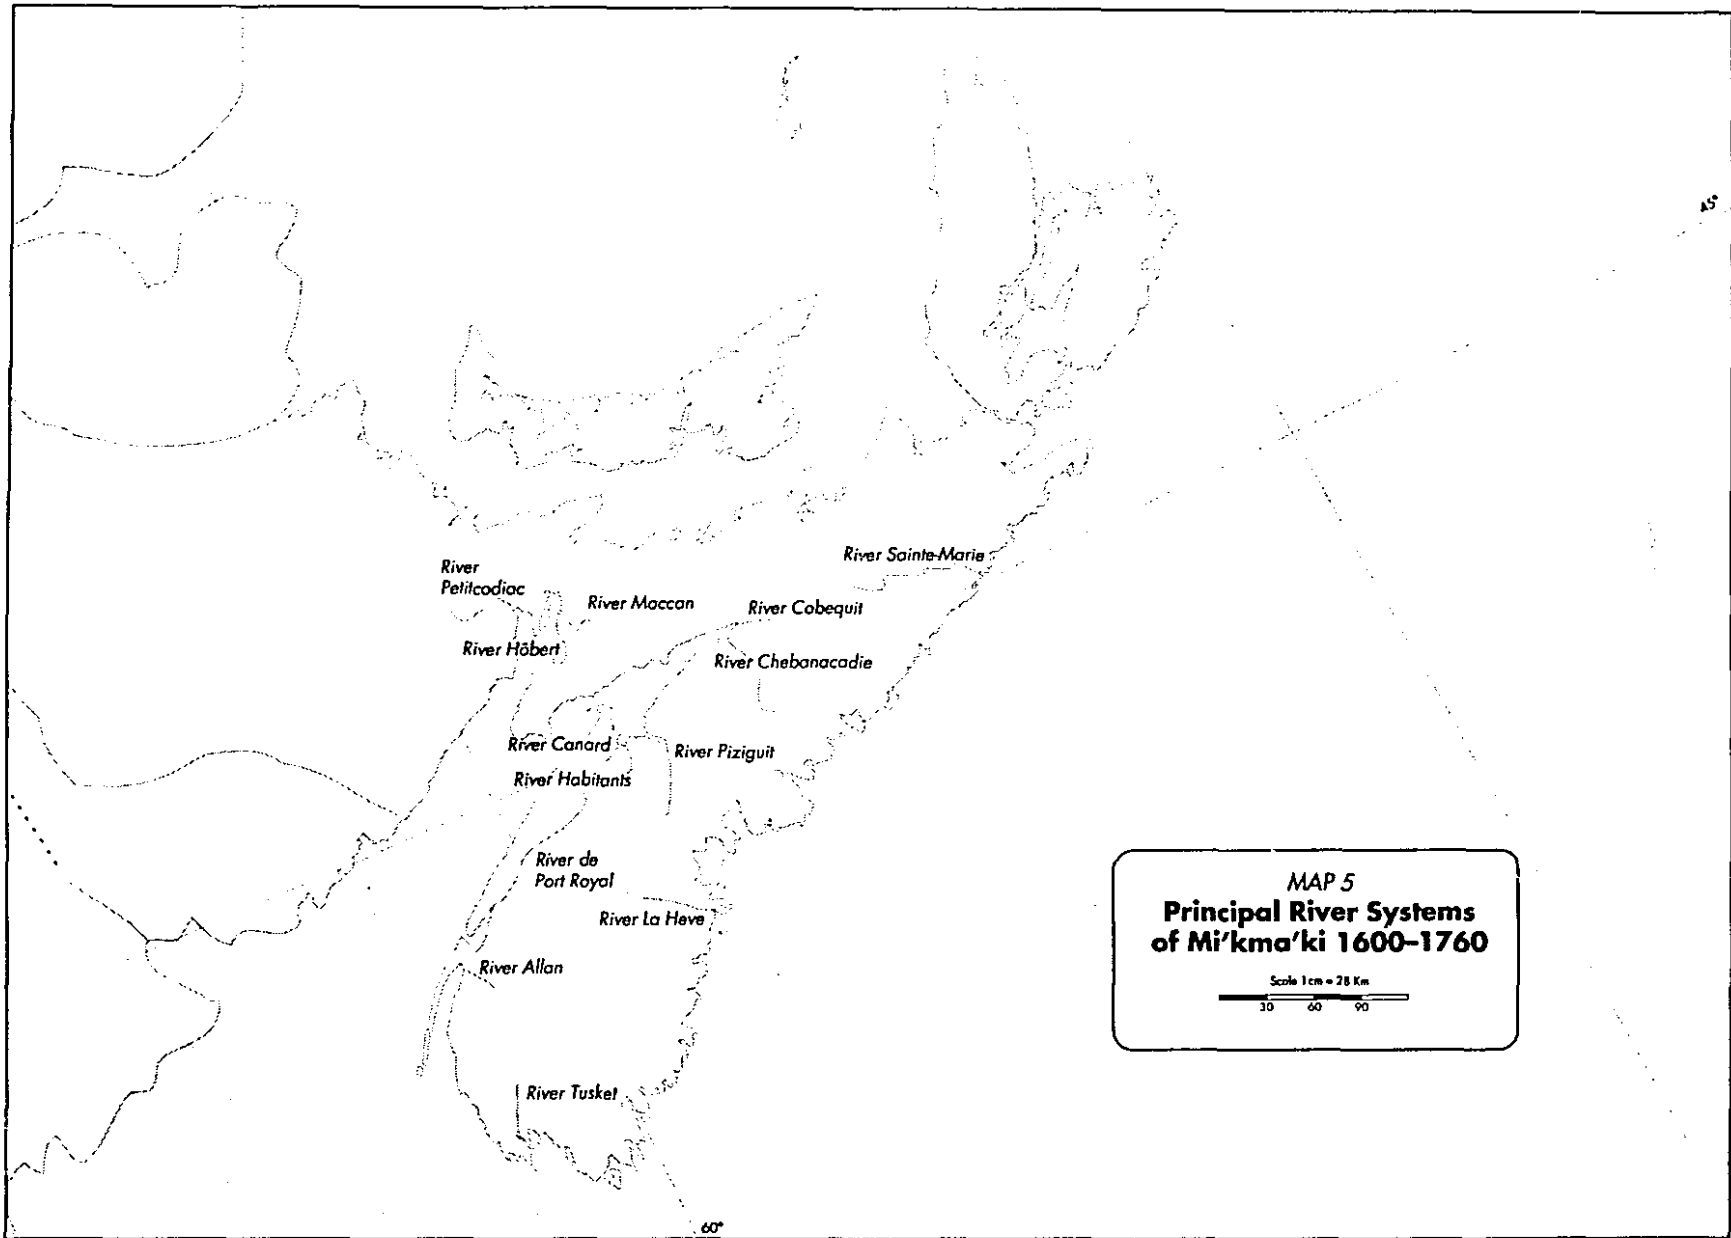 45°
River Sainte-Marie
River
Petitcodiac
River Maccan
River Cobequit
River Hébert
River Chebanacadie
River Canard
River Piziguit
River Habitants
River de
Port Royal
River La Heve
River Allan
River Tusket
60°
MAP 5
Principal River Systems
of Mi'kma'ki 1600–1760
Scale 1cm = 28 Km
30 60 90